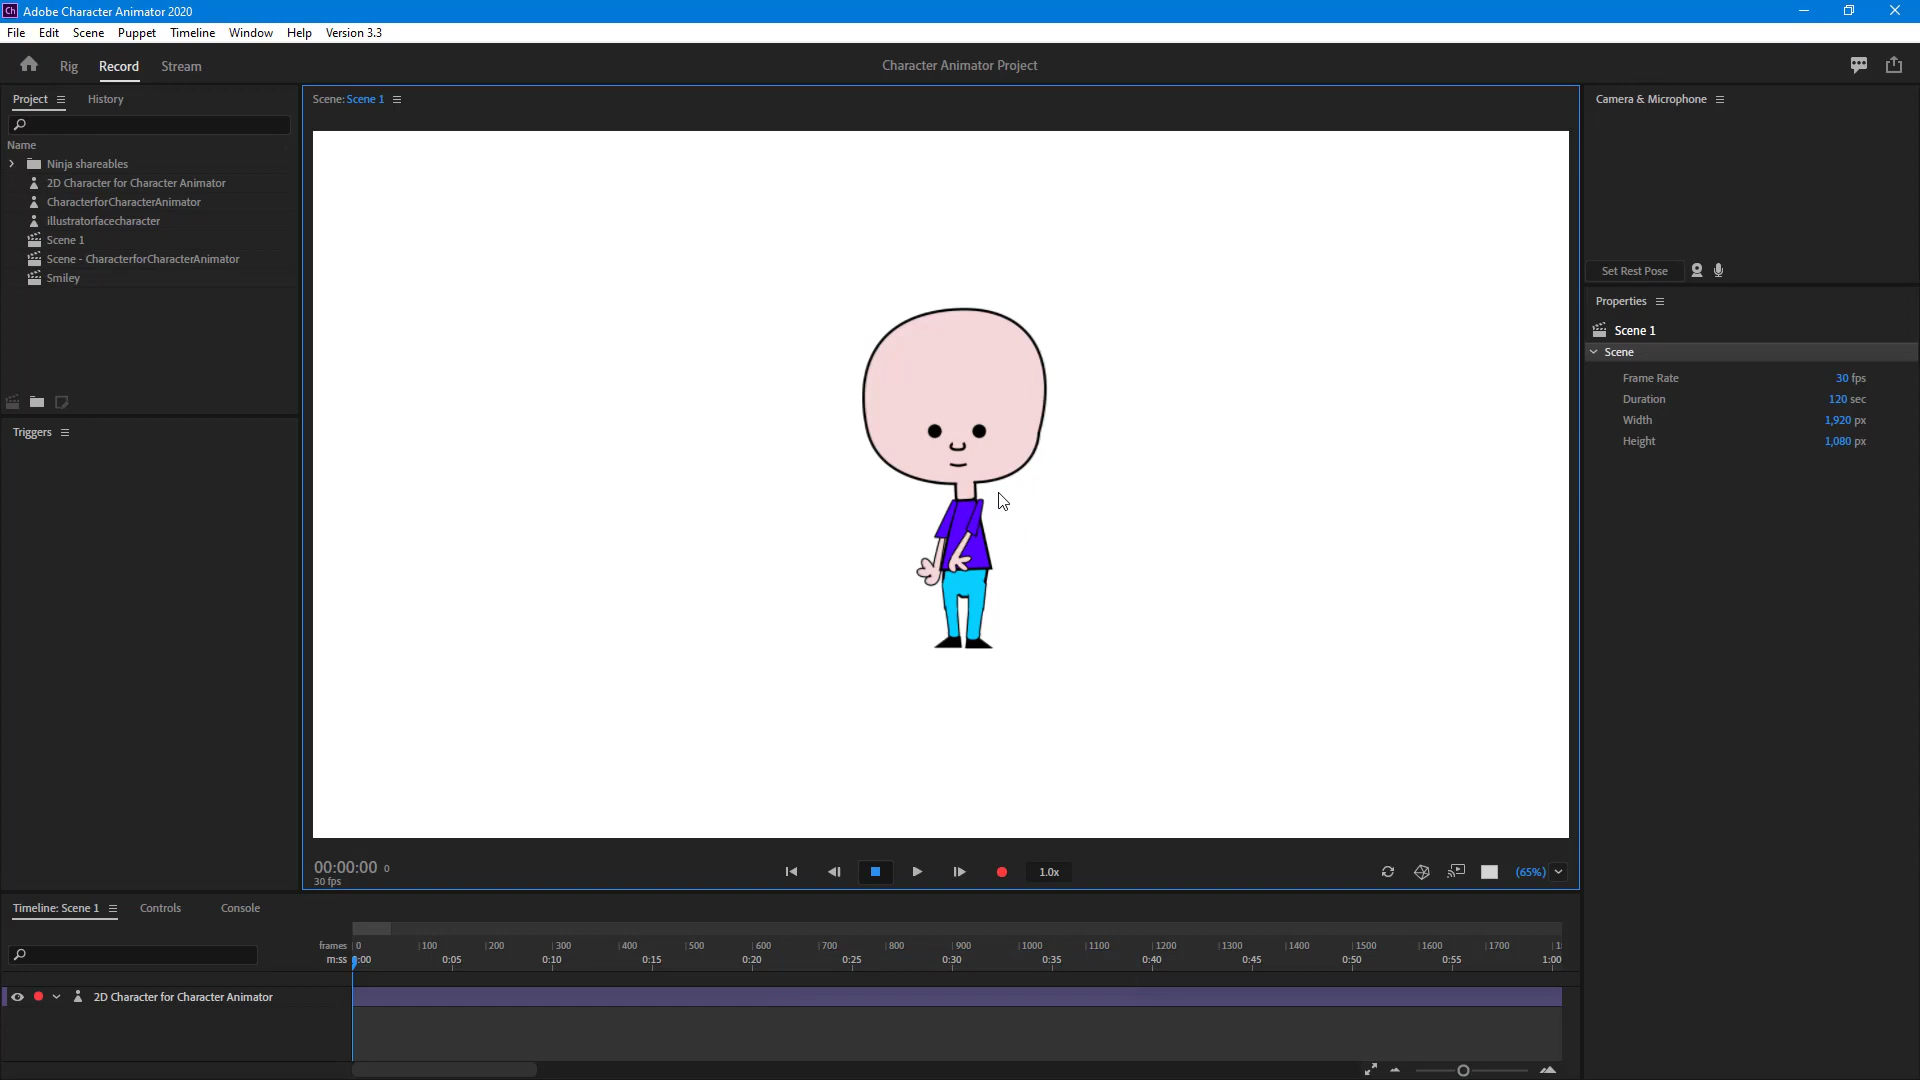 Ch Adobe Character Animator 2020
File Edit Scene Puppet Timeline Window Help Version 3.3
Rig Record Stream Character Animator Project
Project History Scene: Scene 1 Camera & Microphone
Name
Ninja shareables
2D Character for Character Animator
CharacterforCharacterAnimator
illustratorfacecharacter
Scene 1
Scene - CharacterforCharacterAnimator
Smiley
Set Rest Pose
Properties
Scene 1
Scene
Frame Rate 30 fps
Duration 120 sec
Width 1,920 px
Height 1,080 px
Triggers
00:00:00 0
30 fps
1.0x (65%)
Timeline: Scene 1 Controls Console
frames 0 100 200 300 400 500 600 700 800 900 1000 1100 1200 1300 1400 1500 1600 1700
m:ss 0:05 0:10 0:15 0:20 0:25 0:30 0:35 0:40 0:45 0:50 0:55 1:00
2D Character for Character Animator